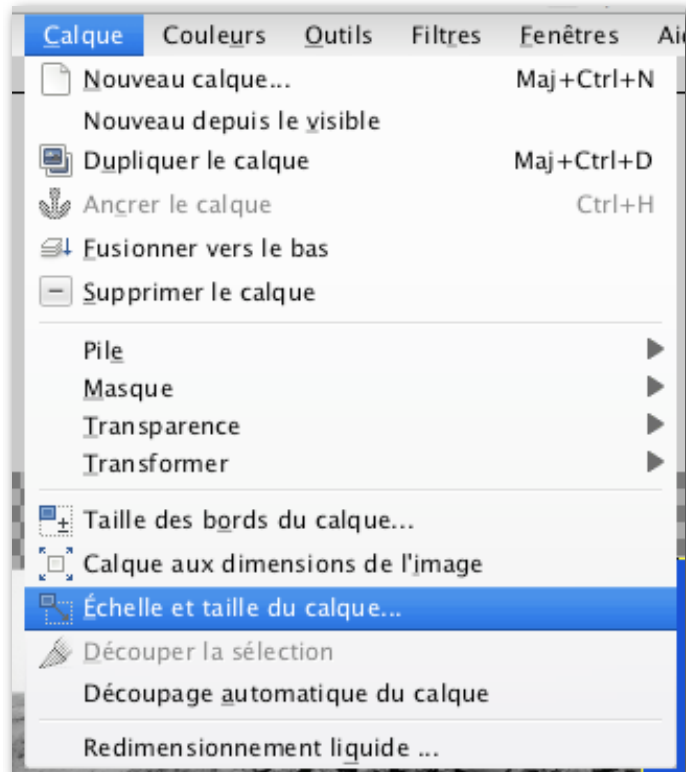 Calque Couleurs Outils Filtres Fenêtres
Nouveau calque... Maj+Ctrl+N
Nouveau depuis le visible
Dupliquer le calque Maj+Ctrl+D
Ancrer le calque Ctrl+H
Fusionner vers le bas
Supprimer le calque
Pile
Masque
Transparence
Transformer
Taille des bords du calque...
Calque aux dimensions de l'image
Échelle et taille du calque...
Découper la sélection
Découpage automatique du calque
Redimensionnement liquide ...